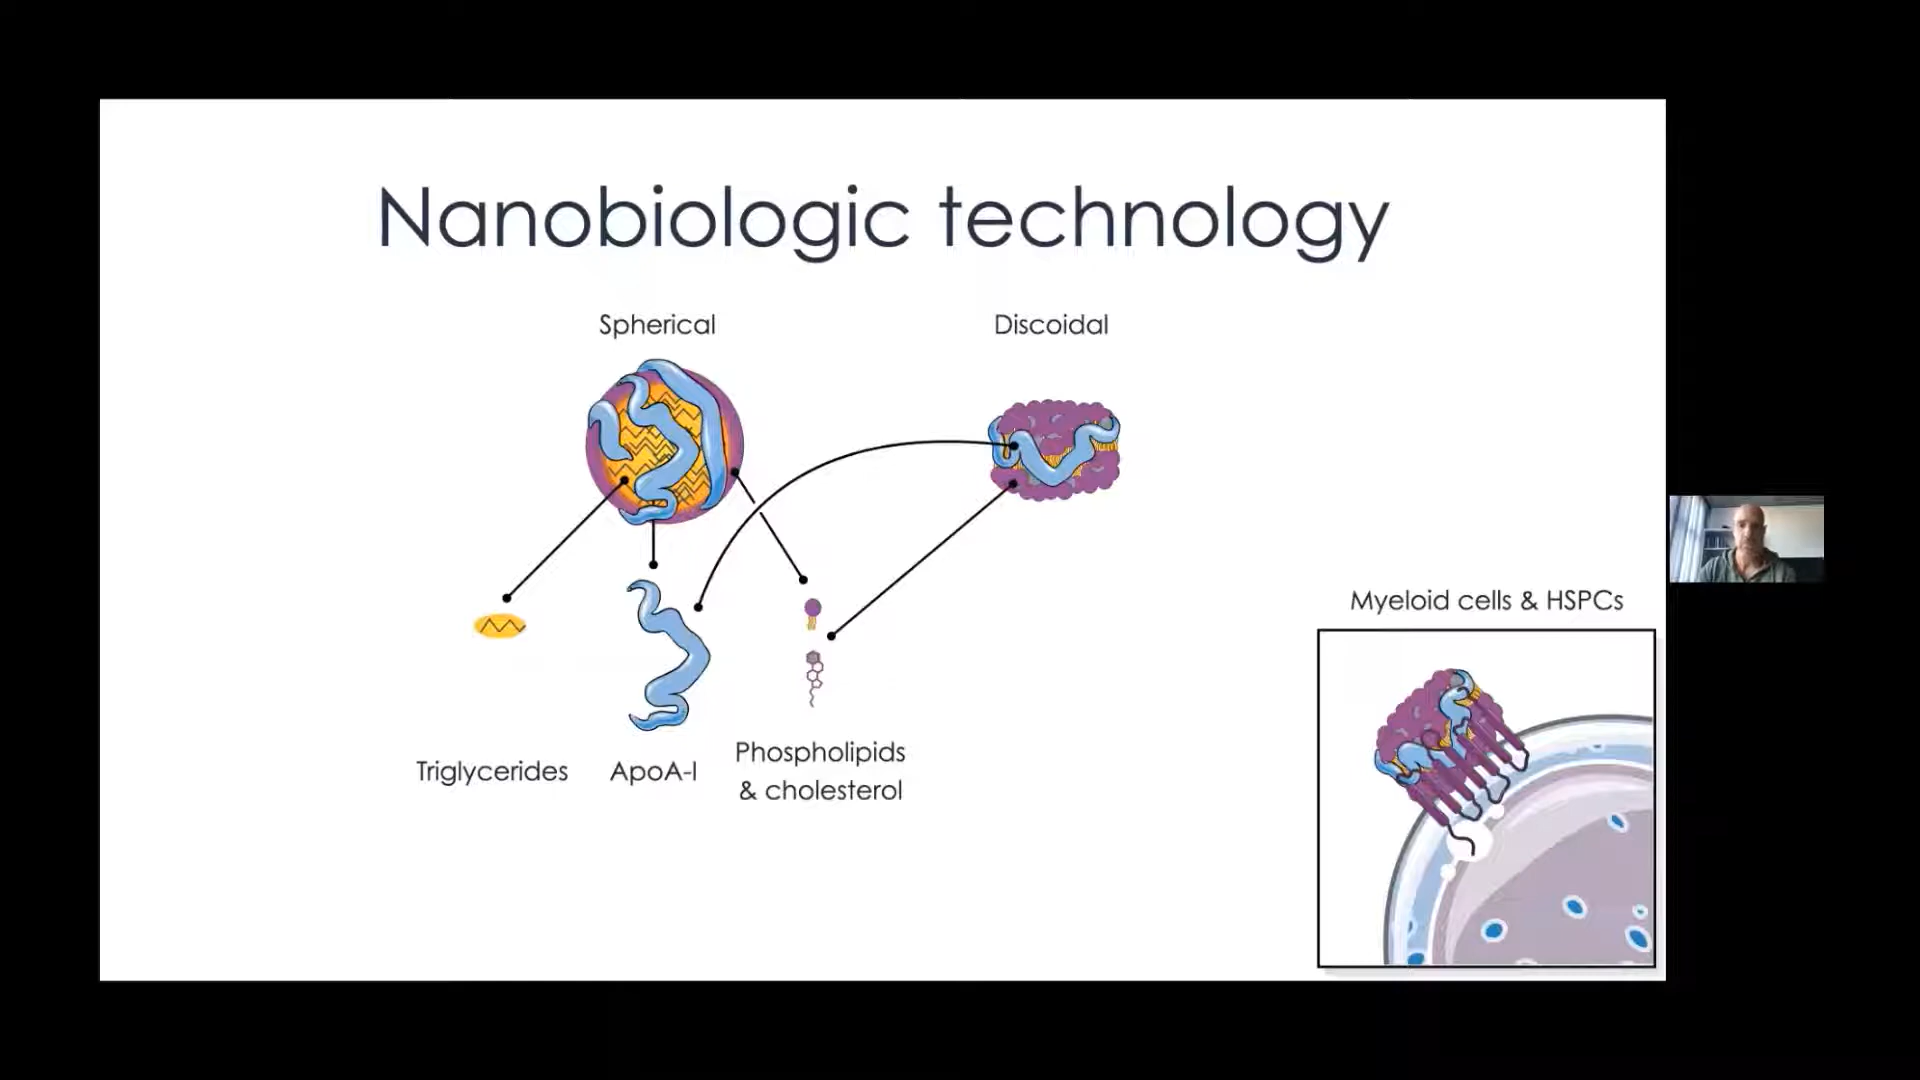 Nanobiologic technology
Spherical
Discoidal
Myeloid cells & HSPCs
Triglycerides
ApoA-I
Phospholipids
& cholesterol